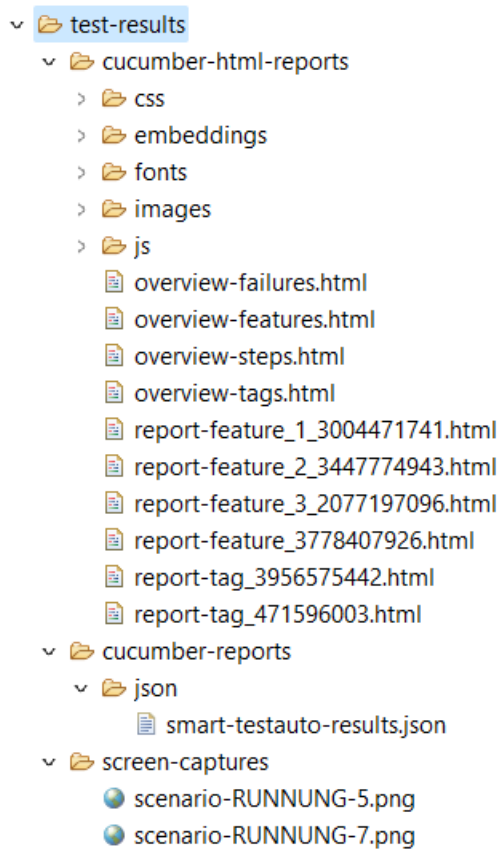 test-results
cucumber-html-reports
css
embeddings
fonts
images
js
overview-failures.html
overview-features.html
overview-steps.html
overview-tags.html
report-feature_1_3004471741.html
report-feature_2_3447774943.html
report-feature_3_2077197096.html
report-feature_3778407926.html
report-tag_3956575442.html
report-tag_471596003.html
cucumber-reports
json
smart-testauto-results.json
screen-captures
scenario-RUNNUNG-5.png
scenario-RUNNUNG-7.png